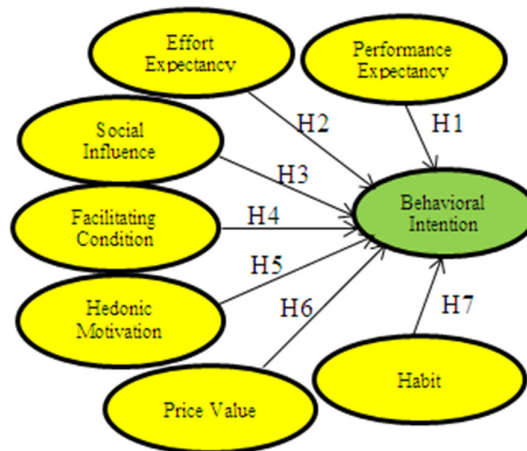 Effort
Expectancy
Performance
Expectancy
H1
H2
Social
Influence
H3
Behavioral
Intention
Facilitating
Condition
H4
H5
Hedonic
Motivation
H6
H7
Habit
Price Value